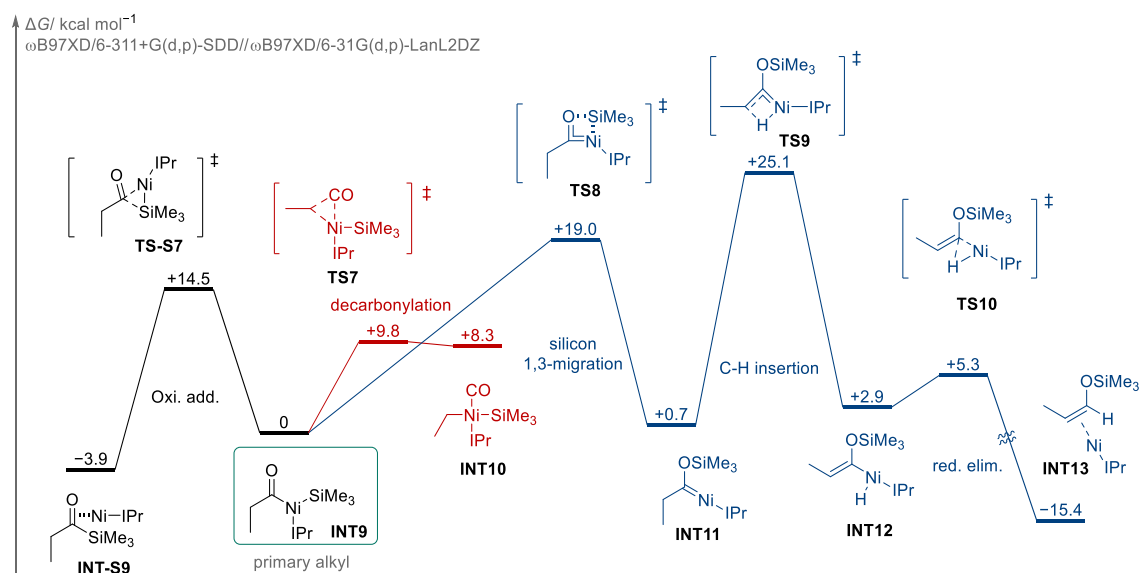 ΔG/ kcal mol−1
ωB97XD/6-311+G(d,p)-SDD//ωB97XD/6-31G(d,p)-LanL2DZ
O
Ni
IPr
SiMe3
‡
TS-S7
+14.5
Oxi. add.
−3.9
O
Ni
IPr
SiMe3
INT-S9
0
O
SiMe3
Ni
IPr
INT9
primary alkyl
CO
Ni
SiMe3
IPr
‡
TS7
decarbonylation
+9.8
+8.3
CO
Ni
SiMe3
IPr
INT10
O
SiMe3
Ni
IPr
‡
TS8
+19.0
silicon
1,3-migration
+0.7
OSiMe3
Ni
IPr
INT11
OSiMe3
Ni
IPr
H
‡
TS9
+25.1
C-H insertion
+2.9
OSiMe3
Ni
IPr
H
INT12
OSiMe3
Ni
IPr
H
‡
TS10
+5.3
red. elim.
OSiMe3
H
Ni
IPr
INT13
−15.4